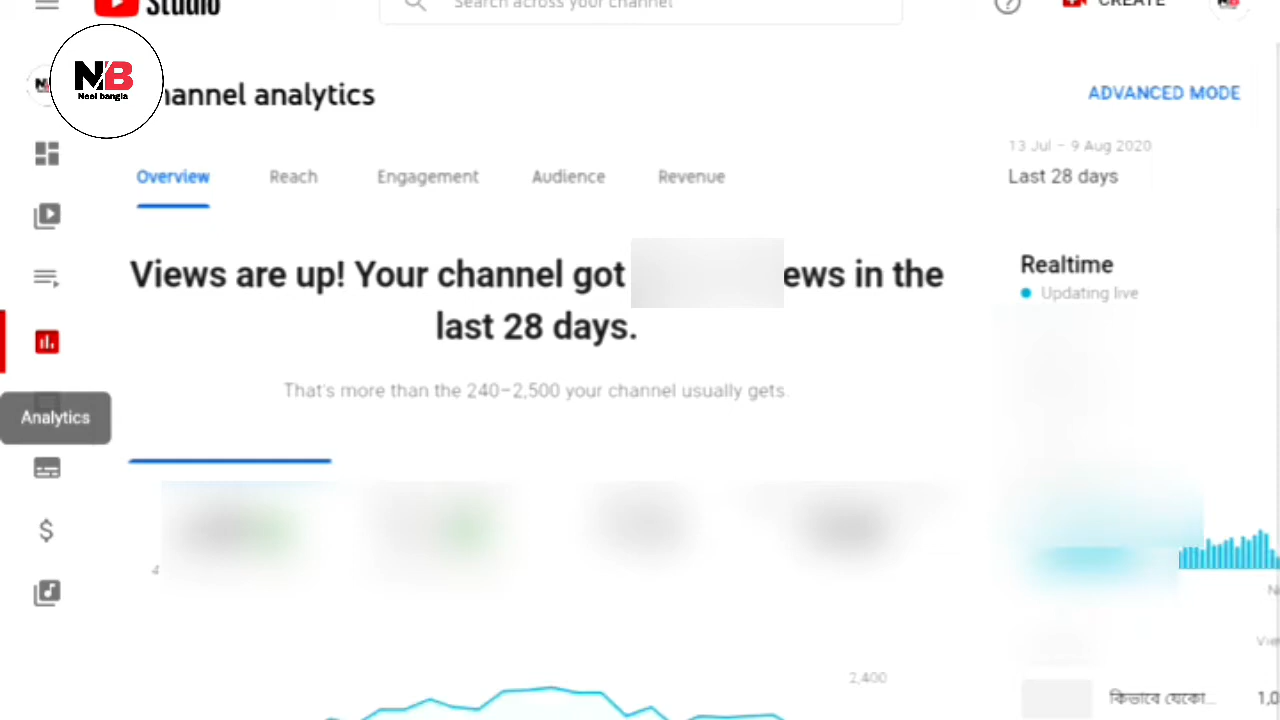 Studio
Search across your channel
CREATE
NB
Neel bangla
hannel analytics
ADVANCED MODE
13 Jul – 9 Aug 2020
Last 28 days
Overview
Reach
Engagement
Audience
Revenue
Views are up! Your channel got ews in the
last 28 days.
That's more than the 240–2,500 your channel usually gets.
Realtime
Updating live
Analytics
2,400
কিভাবে যেকো...